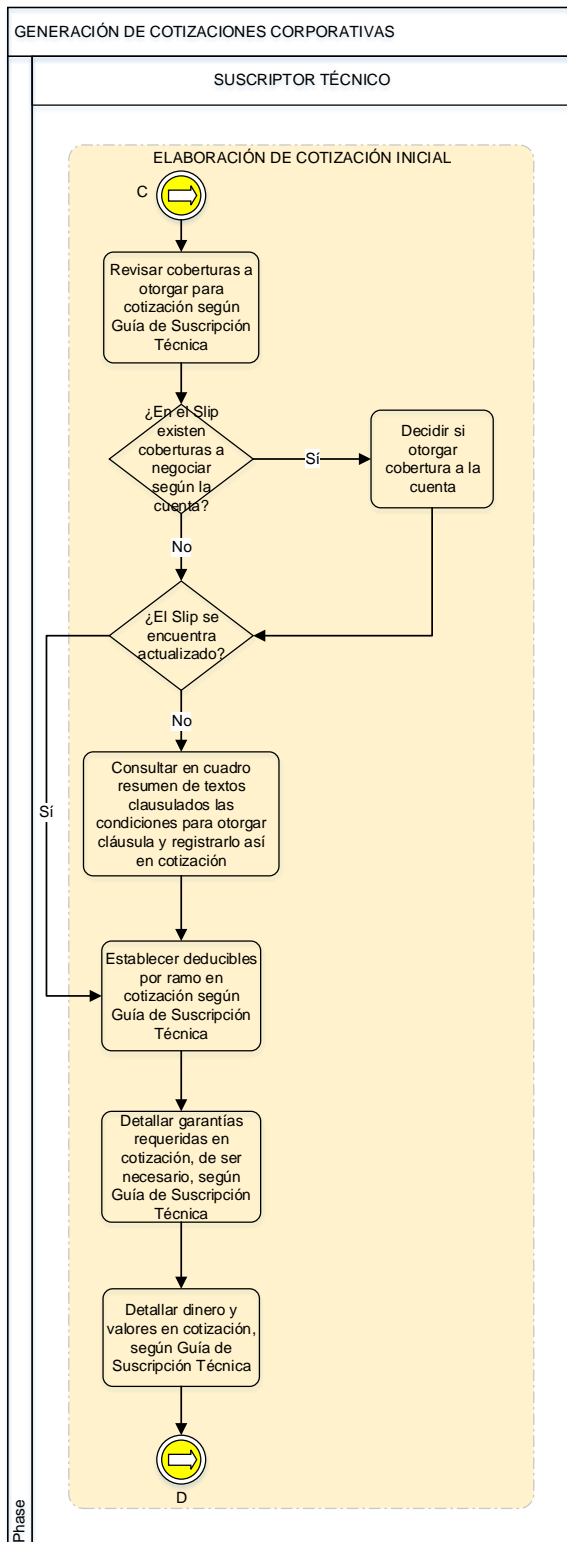 GENERACIÓN DE COTIZACIONES CORPORATIVAS
SUSCRIPTOR TÉCNICO
ELABORACIÓN DE COTIZACIÓN INICIAL
C
Revisar coberturas a
otorgar para
cotización según
Guía de Suscripción
Técnica
¿En el Slip
existen
coberturas a
negociar
según la
cuenta?
Sí
Decidir si
otorgar
cobertura a la
cuenta
No
¿El Slip se
encuentra
actualizado?
No
Sí
Consultar en cuadro
resumen de textos
clausulados las
condiciones para otorgar
cláusula y registrarlo así
en cotización
Establecer deducibles
por ramo en
cotización según
Guía de Suscripción
Técnica
Detallar garantías
requeridas en
cotización, de ser
necesario, según
Guía de Suscripción
Técnica
Detallar dinero y
valores en cotización,
según Guía de
Suscripción Técnica
D
Phase